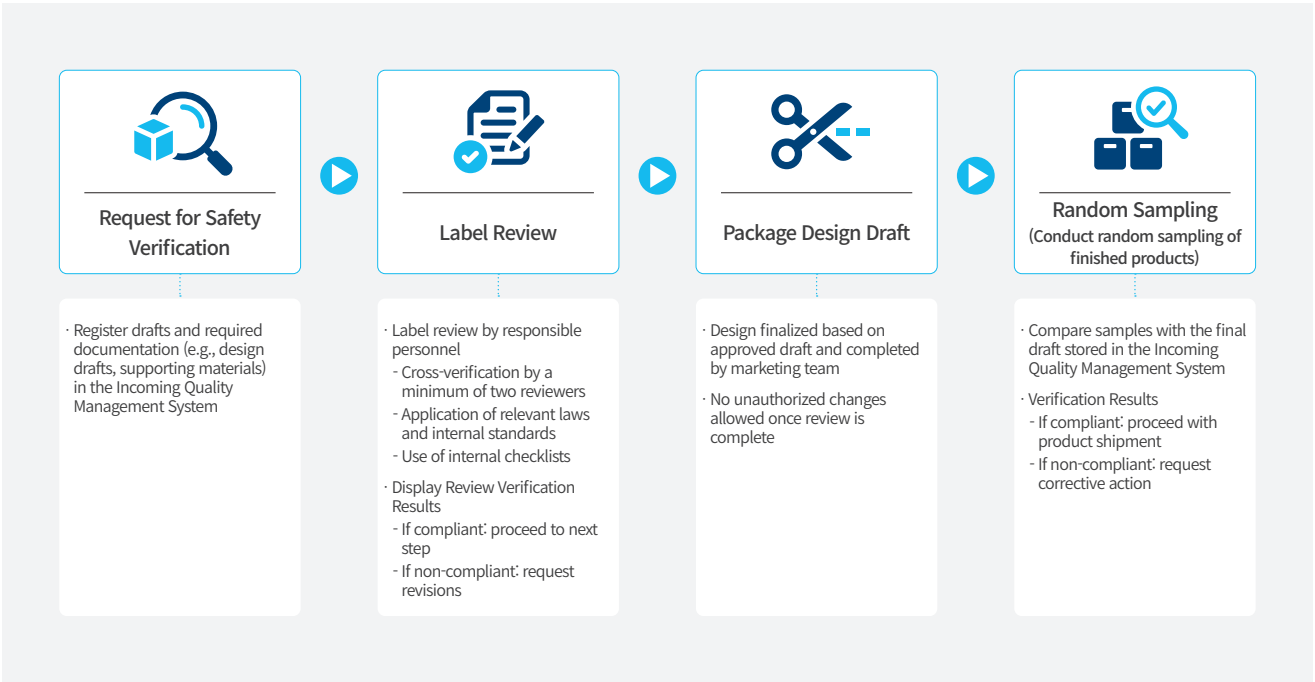 Request for Safety
Verification
Label Review
Package Design Draft
Random Sampling
(Conduct random sampling of
finished products)
· Register drafts and required
documentation (e.g., design
drafts, supporting materials)
in the Incoming Quality
Management System
· Label review by responsible
personnel
- Cross-verification by a
minimum of two reviewers
- Application of relevant laws
and internal standards
- Use of internal checklists
· Display Review Verification
Results
- If compliant: proceed to next
step
- If non-compliant: request
revisions
· Design finalized based on
approved draft and completed
by marketing team
· No unauthorized changes
allowed once review is
complete
· Compare samples with the final
draft stored in the Incoming
Quality Management System
· Verification Results
- If compliant: proceed with
product shipment
- If non-compliant: request
corrective action